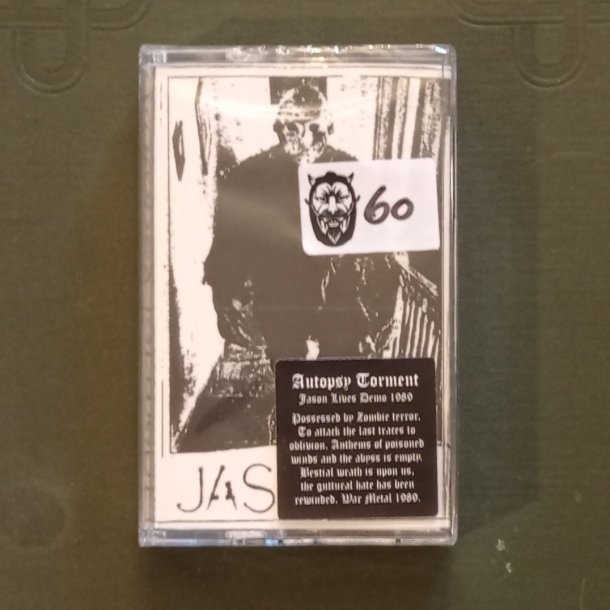 60
Autopsy Torment
Jason Lives Demo 1989
Possessed by Zombie terror,
To attack the last traces to
oblivion. Anthems of poisoned
winds and the abyss is empty.
Bestial wrath is upon us,
the guttural hate has been
rewinded. War Metal 1989.
JAS